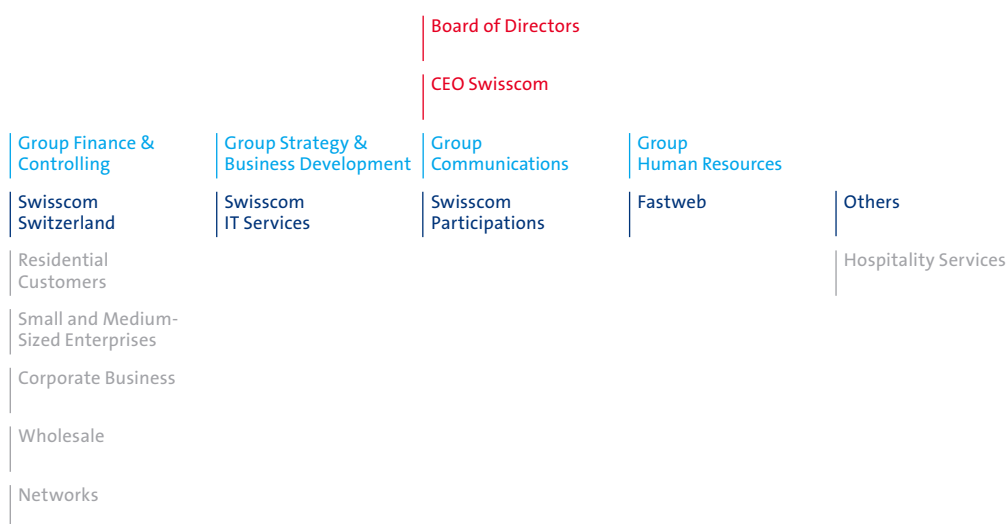 Board of Directors
CEO Swisscom
Group Finance &
Controlling
Group Strategy &
Business Development
Group
Communications
Group
Human Resources
Swisscom
Switzerland
Swisscom
IT Services
Swisscom
Participations
Fastweb
Others
Residential
Customers
Hospitality Services
Small and Medium-
Sized Enterprises
Corporate Business
Wholesale
Networks